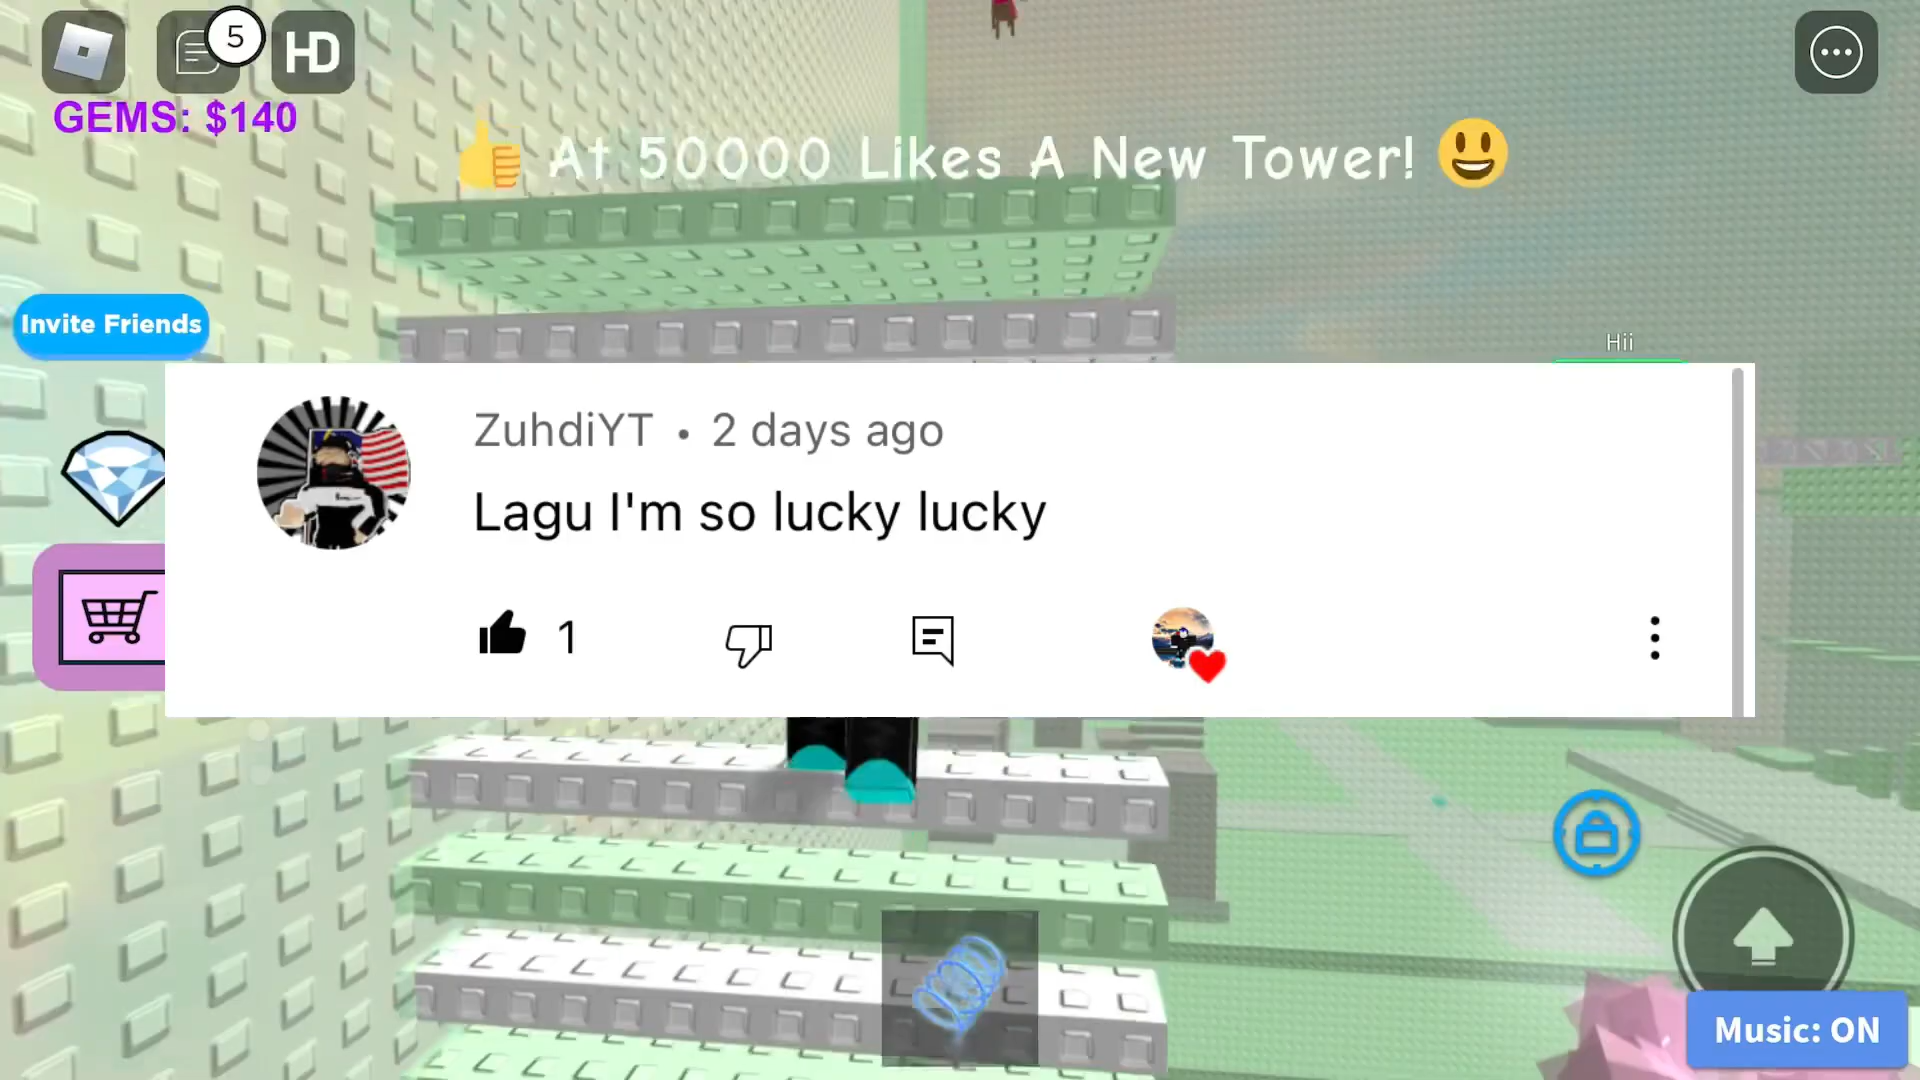 5
HD
GEMS: $140
👍 At 50000 Likes A New Tower! 😃
Invite Friends
Hii
ZuhdiYT • 2 days ago
Lagu I'm so lucky lucky
1
Music: ON